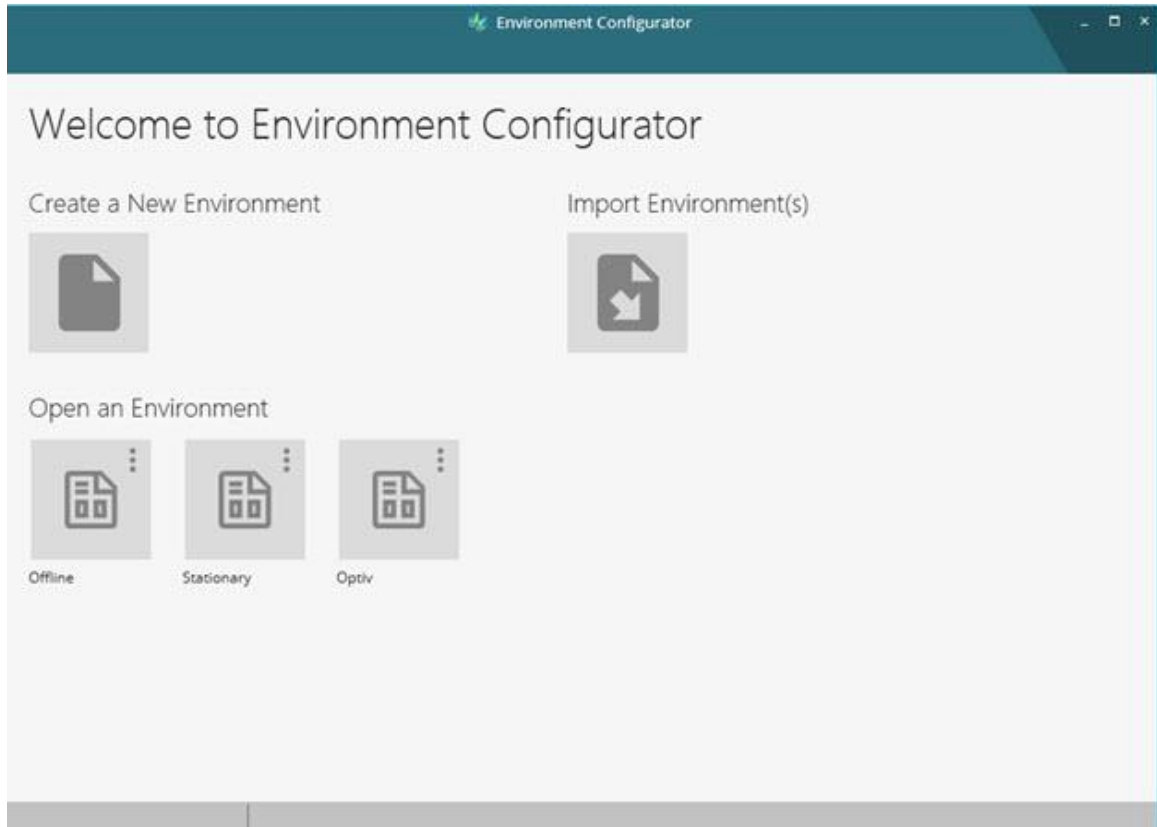 Environment Configurator
Welcome to Environment Configurator
Create a New Environment
Import Environment(s)
Open an Environment
Offline
Stationary
Optiv